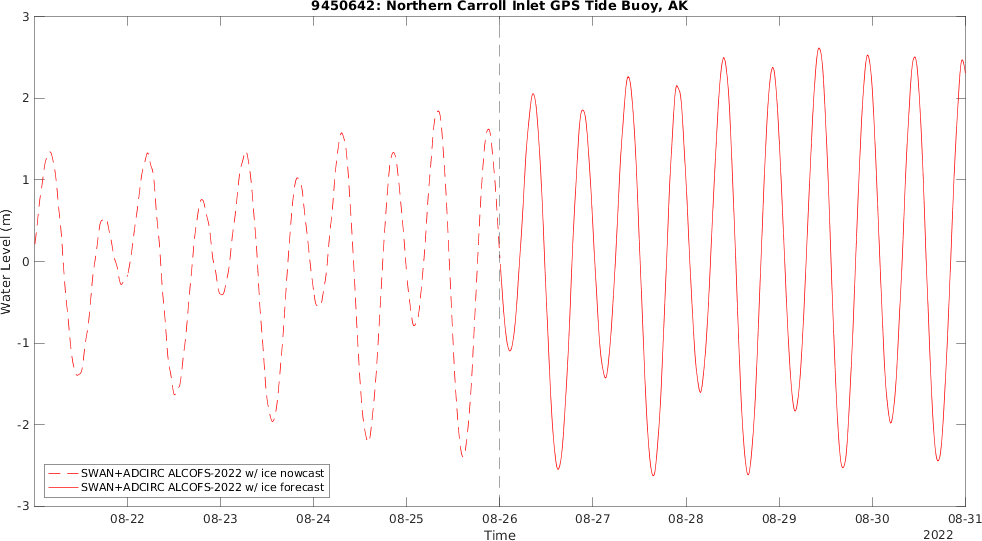 9450642: Northern Carroll Inlet GPS Tide Buoy, AK
3
2
1
0
-1
-2
-3
Water Level (m)
SWAN+ADCIRC ALCOFS-2022 w/ ice nowcast
SWAN+ADCIRC ALCOFS-2022 w/ ice forecast
08-22 08-23 08-24 08-25 08-26 08-27 08-28 08-29 08-30 08-31
Time
2022